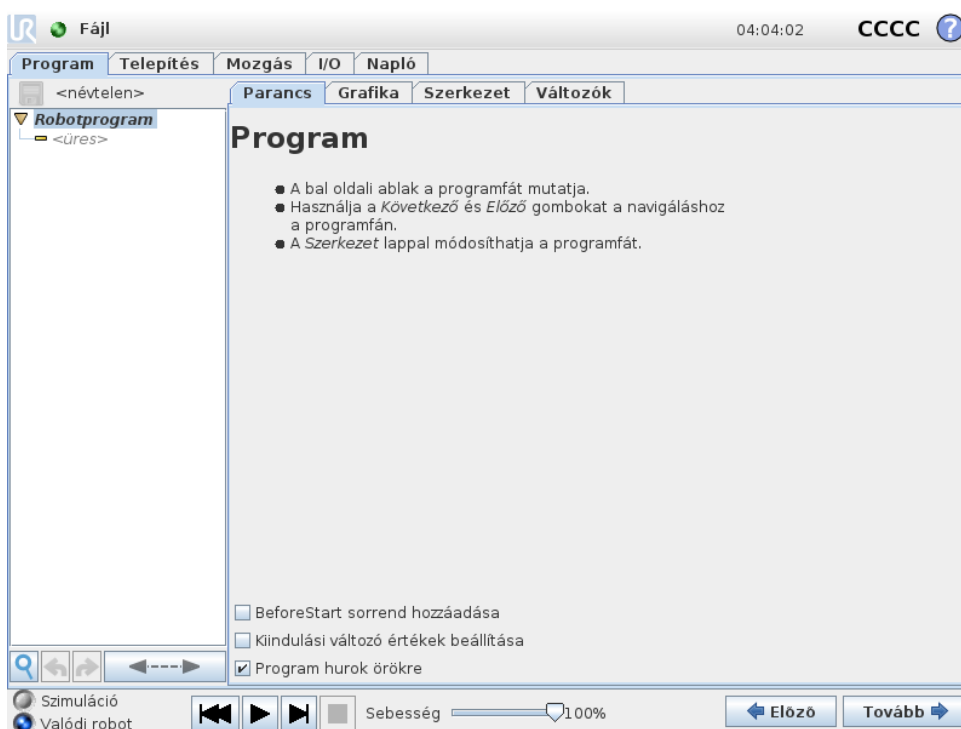 UR Fájl 04:04:02 CCCC ?
Program Telepítés Mozgás I/O Napló
<névtelen>
Parancs Grafika Szerkezet Változók
Robotprogram
<üres>
Program
A bal oldali ablak a programfát mutatja.
Használja a Következő és Előző gombokat a navigáláshoz
a programfán.
A Szerkezet lappal módosíthatja a programfát.
BeforeStart sorrend hozzáadása
Kiindulási változó értékek beállítása
Program hurok örökre
Szimuláció
Valódi robot
Sebesség 100%
Előző Tovább